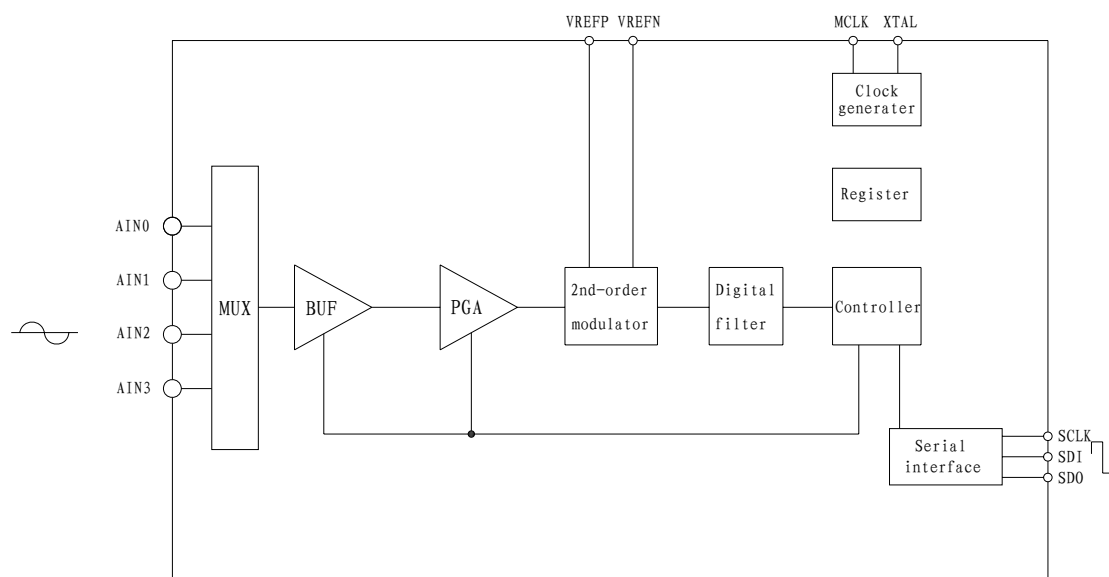 VREFP VREFN
MCLK XTAL
Clock
generater
Register
AIN0
AIN1
AIN2
AIN3
MUX
BUF
PGA
2nd-order
modulator
Digital
filter
Controller
Serial
interface
SCLK
SDI
SDO